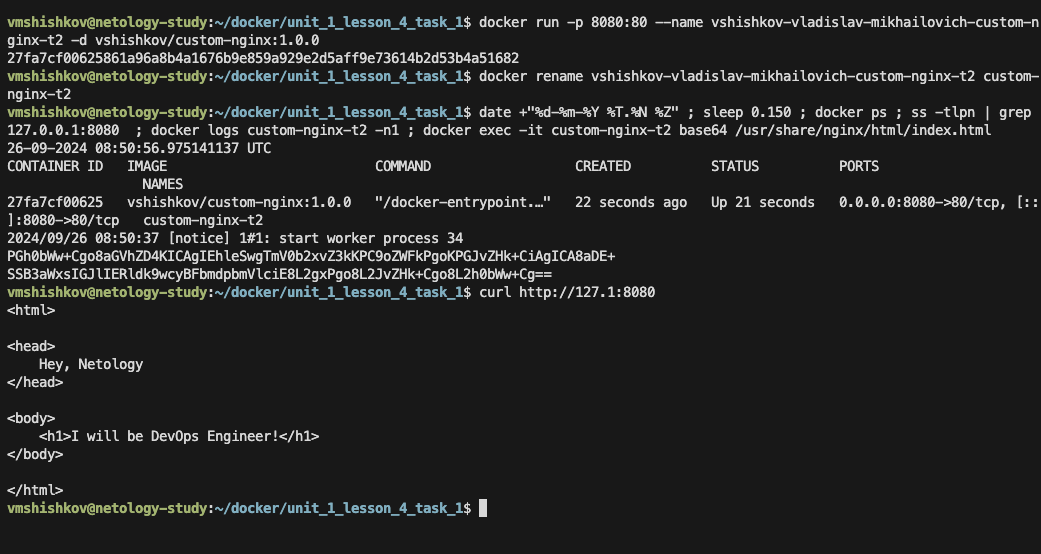 vmshishkov@netology-study:~/docker/unit_1_lesson_4_task_1$ docker run -p 8080:80 --name vshishkov-vladislav-mikhailovich-custom-n
ginx-t2 -d vshishkov/custom-nginx:1.0.0
27fa7cf00625861a96a8b4a1676b9e859a929e2d5aff9e73614b2d53b4a51682
vmshishkov@netology-study:~/docker/unit_1_lesson_4_task_1$ docker rename vshishkov-vladislav-mikhailovich-custom-nginx-t2 custom-
nginx-t2
vmshishkov@netology-study:~/docker/unit_1_lesson_4_task_1$ date +"%d-%m-%Y %T.%N %Z" ; sleep 0.150 ; docker ps ; ss -tlpn | grep
127.0.0.1:8080  ; docker logs custom-nginx-t2 -n1 ; docker exec -it custom-nginx-t2 base64 /usr/share/nginx/html/index.html
26-09-2024 08:50:56.975141137 UTC
CONTAINER ID   IMAGE                          COMMAND                  CREATED          STATUS          PORTS
                 NAMES
27fa7cf00625   vshishkov/custom-nginx:1.0.0   "/docker-entrypoint.…"   22 seconds ago   Up 21 seconds   0.0.0.0:8080->80/tcp, [::
]:8080->80/tcp   custom-nginx-t2
2024/09/26 08:50:37 [notice] 1#1: start worker process 34
PGh0bWw+Cgo8aGVhZD4KICAgIEhleSwgTmV0b2xvZ3kKPC9oZWFkPgoKPGJvZHk+CiAgICA8aDE+
SSB3aWxsIGJlIERldk9wcyBFbmdpbmVlciE8L2gxPgo8L2JvZHk+Cgo8L2h0bWw+Cg==
vmshishkov@netology-study:~/docker/unit_1_lesson_4_task_1$ curl http://127.1:8080
<html>
<head>
    Hey, Netology
</head>
<body>
    <h1>I will be DevOps Engineer!</h1>
</body>
</html>
vmshishkov@netology-study:~/docker/unit_1_lesson_4_task_1$